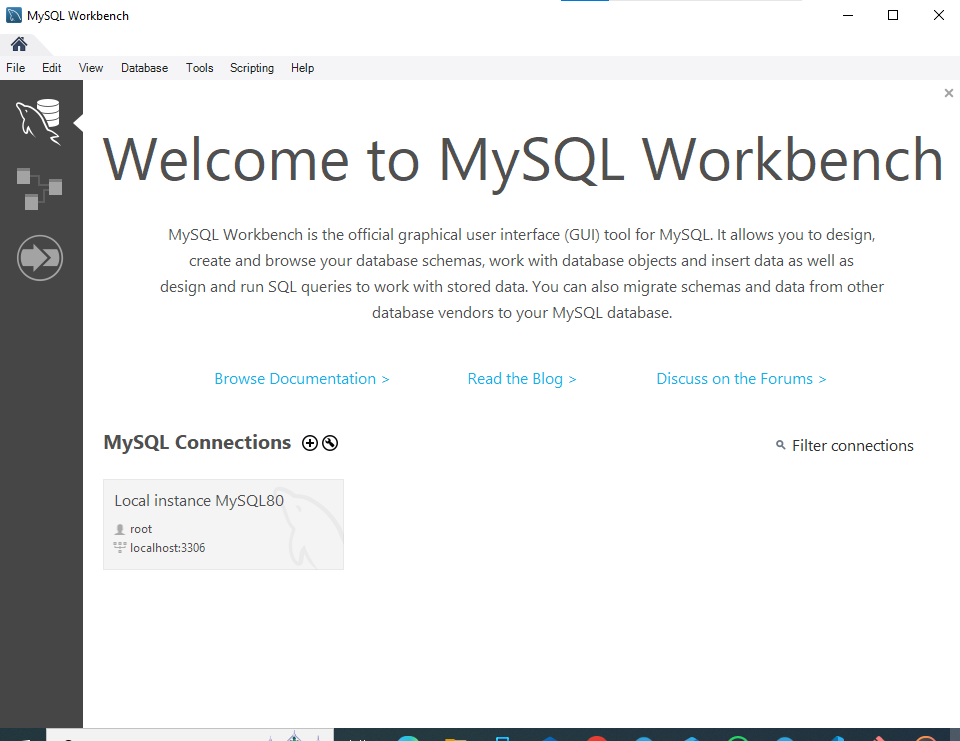 MySQL Workbench
File Edit View Database Tools Scripting Help
Welcome to MySQL Workbench
MySQL Workbench is the official graphical user interface (GUI) tool for MySQL. It allows you to design,
create and browse your database schemas, work with database objects and insert data as well as
design and run SQL queries to work with stored data. You can also migrate schemas and data from other
database vendors to your MySQL database.
Browse Documentation > Read the Blog > Discuss on the Forums >
MySQL Connections
Filter connections
Local instance MySQL80
root
localhost:3306